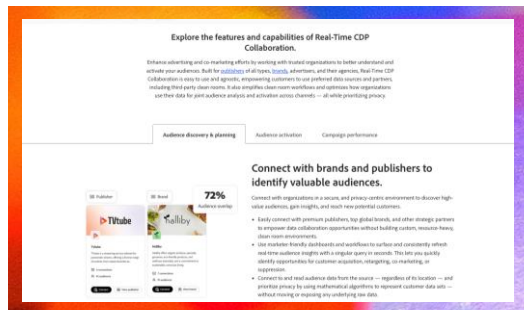 Explore the features and capabilities of Real-Time CDP
Collaboration.
Enhance advertising and co-marketing efforts by working with trusted organizations to better understand and
activate your audiences. Built for publishers of all types, brands, advertisers, and their agencies, Real-Time CDP
Collaboration is easy to use and agnostic, empowering customers to use preferred data sources and partners,
including third-party clean rooms. It also simplifies clean room workflows and optimizes how organizations
use their data for joint audience analysis and activation across channels — all while prioritizing privacy.
Audience discovery & planning
Audience activation
Campaign performance
Publisher
TVtube
TVtube
Brand
nalliby
72%
Audience overlap
Connect with brands and publishers to
identify valuable audiences.
Connect with organizations in a secure, and privacy-centric environment to discover high-
value audiences, gain insights, and reach new potential customers.
• Easily connect with premium publishers, top global brands, and other strategic partners
to empower data collaboration opportunities without building custom, resource-heavy,
clean room environments.
• Use marketer-friendly dashboards and workflows to surface and consistently refresh
real-time audience insights with a singular query in seconds. This lets you quickly
identify opportunities for customer acquisition, retargeting, co-marketing, or
suppression.
• Connect to and read audience data from the source — regardless of its location — and
prioritize privacy by using mathematical algorithms to represent customer data sets —
without moving or exposing any underlying raw data.